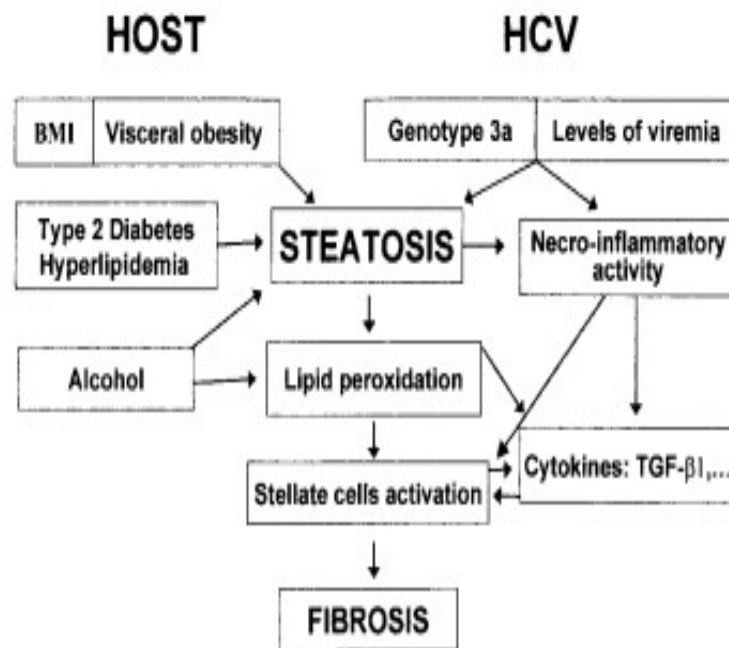 HOST
HCV
BMI
Visceral obesity
Genotype 3a
Levels of viremia
Type 2 Diabetes
Hyperlipidemia
STEATOSIS
Necro-inflammatory
activity
Alcohol
Lipid peroxidation
Stellate cells activation
Cytokines: TGF-β1,...
FIBROSIS